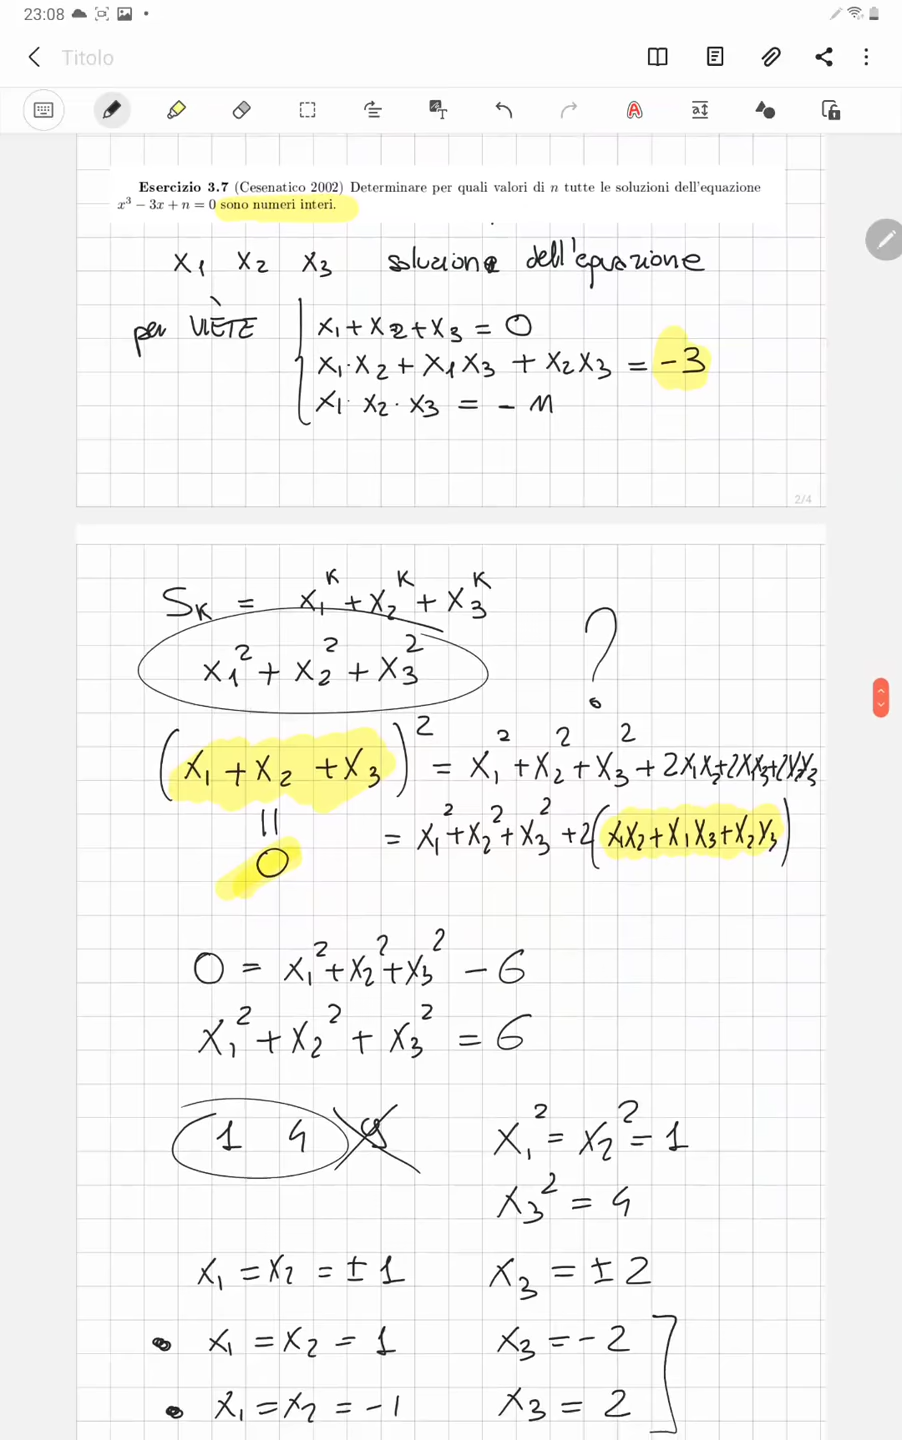 23:08
Titolo
Esercizio 3.7 (Cesenatico 2002) Determinare per quali valori di n tutte le soluzioni dell'equazione
x³ − 3x + n = 0 sono numeri interi.
x₁ x₂ x₃ soluzione dell'equazione
per VIÈTE
x₁ + x₂ + x₃ = 0
x₁·x₂ + x₁x₃ + x₂x₃ = −3
x₁·x₂·x₃ = − n
2/4
Sₖ = x₁ᴷ + x₂ᴷ + x₃ᴷ
x₁² + x₂² + x₃² ?
(x₁ + x₂ + x₃)² = x₁² + x₂² + x₃² + 2x₁x₂+2x₁x₃+2x₂x₃
= x₁² + x₂² + x₃² + 2(x₁x₂ + x₁x₃ + x₂x₃)
=
0
0 = x₁² + x₂² + x₃² − 6
x₁² + x₂² + x₃² = 6
1 4 9 x₁² = x₂² = 1
x₃² = 4
x₁ = x₂ = ± 1 x₃ = ± 2
• x₁ = x₂ = 1 x₃ = −2
• x₁ = x₂ = −1 x₃ = 2